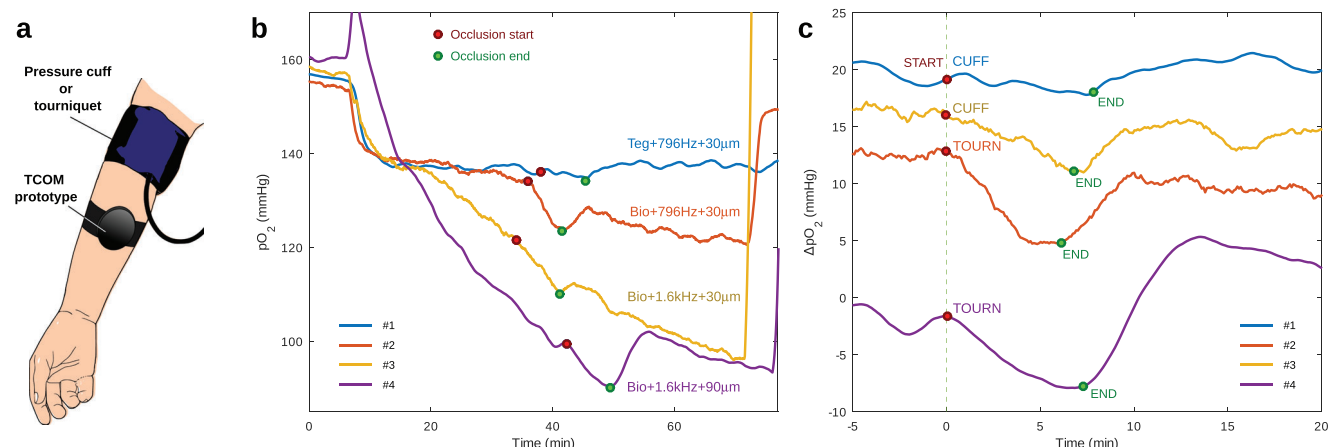 a
Pressure cuff
or
tourniquet
TCOM
prototype
b
Occlusion start
Occlusion end
pO2 (mmHg)
160
140
120
100
Teg+796Hz+30μm
Bio+796Hz+30μm
Bio+1.6kHz+30μm
Bio+1.6kHz+90μm
#1
#2
#3
#4
0
20
40
60
Time (min)
c
ΔpO2 (mmHg)
25
20
15
10
5
0
-5
-10
START
CUFF
END
CUFF
END
TOURN
END
TOURN
END
#1
#2
#3
#4
-5
0
5
10
15
20
Time (min)